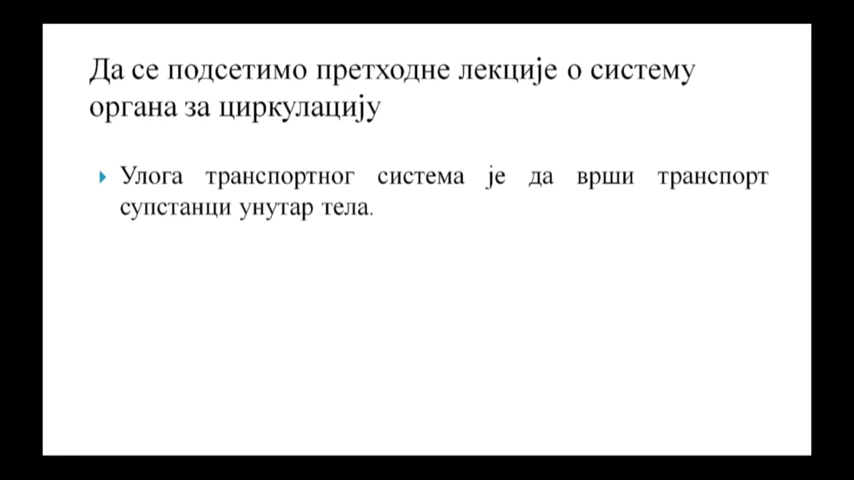 Да се подсетимо претходне лекције о систему
органа за циркулацију
Улога транспортног система је да врши транспорт
супстанци унутар тела.